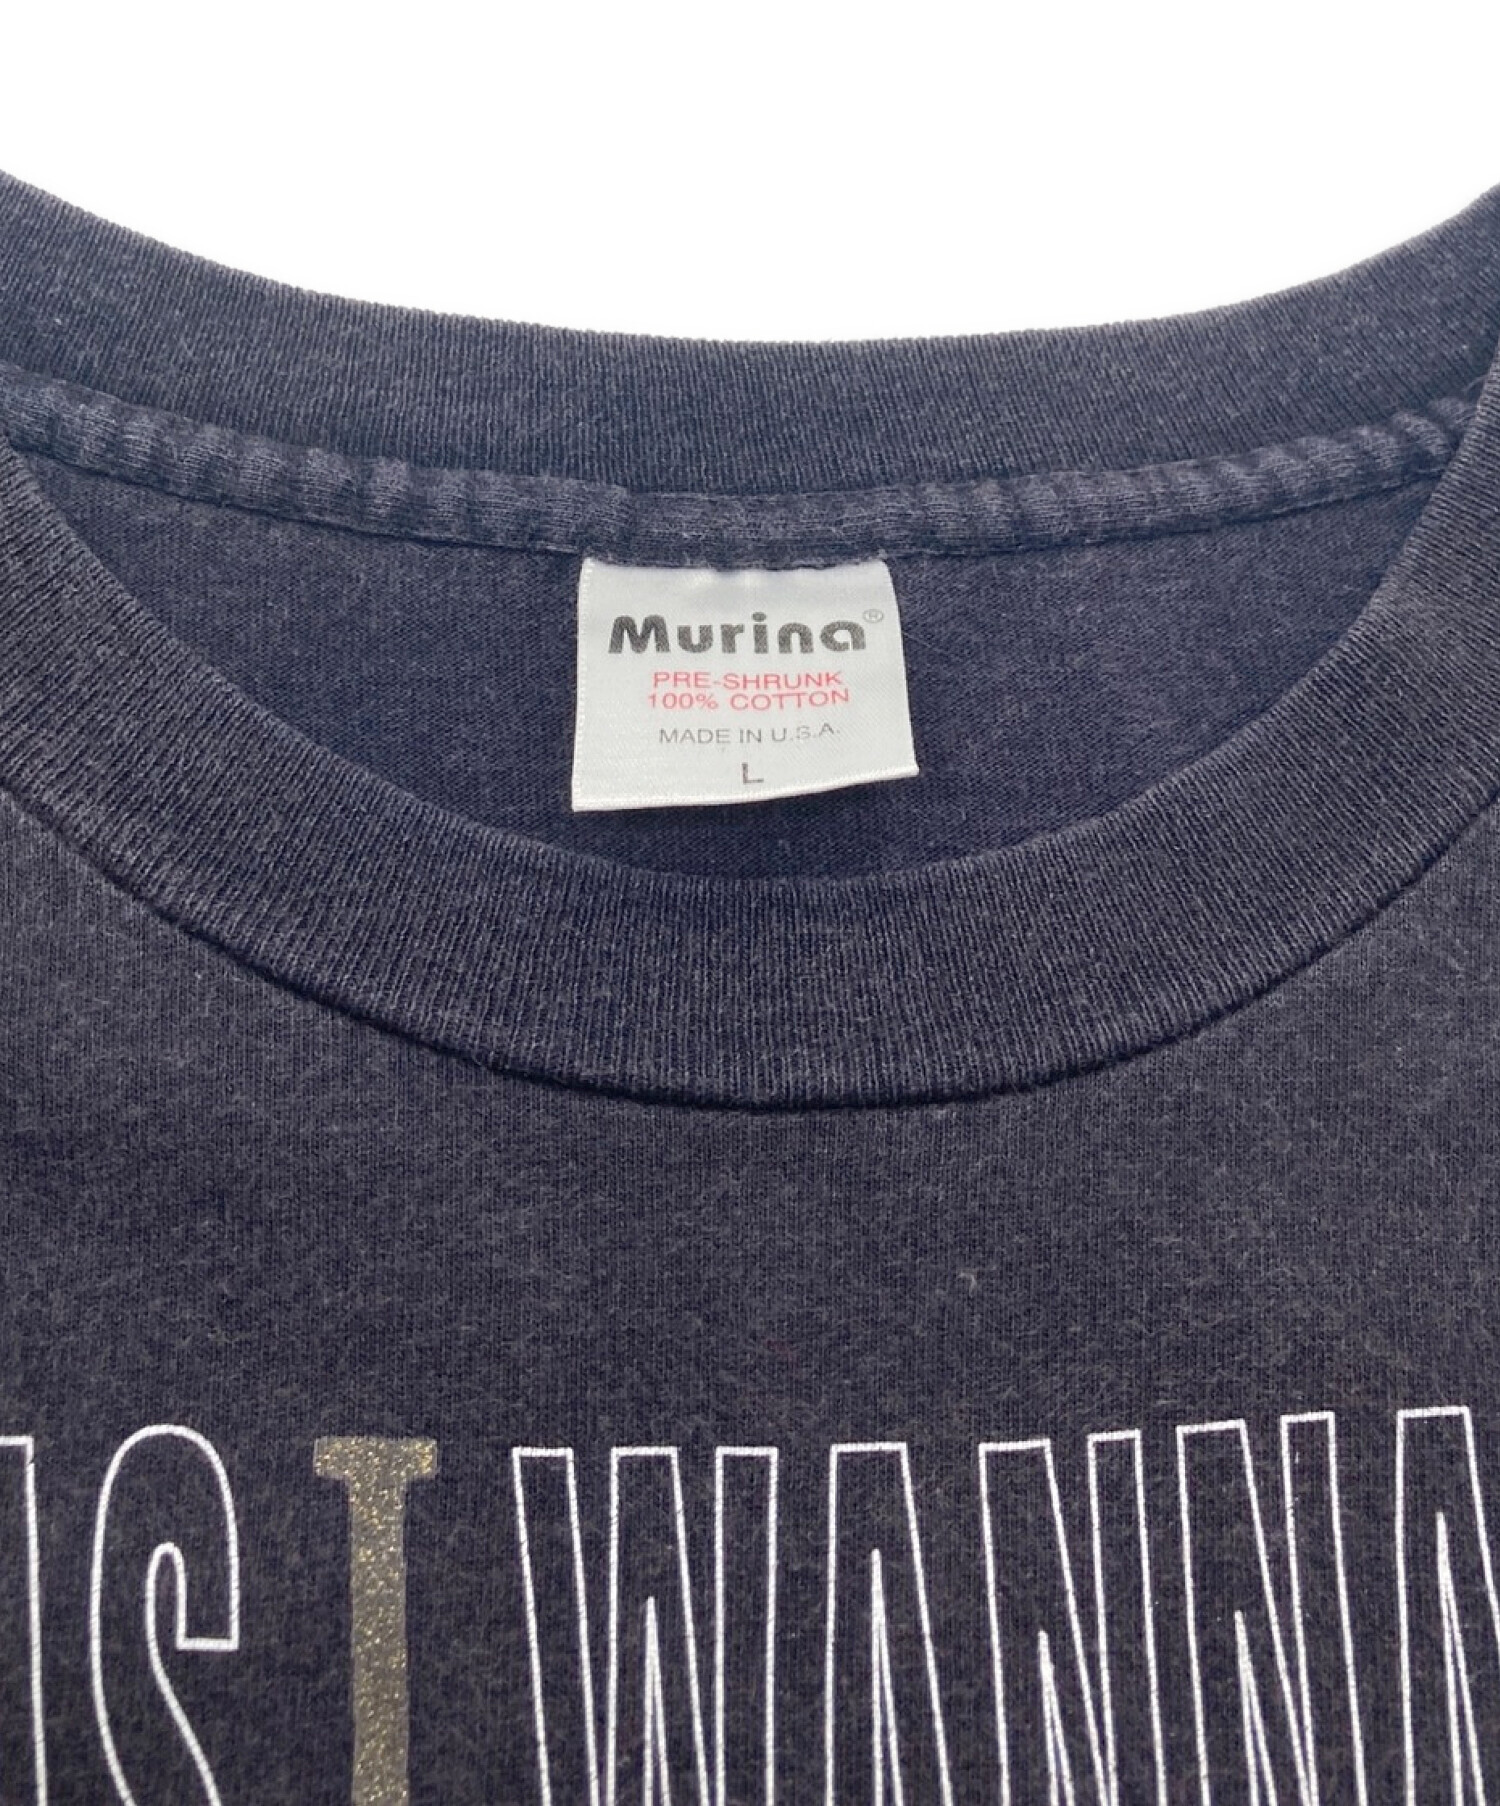 Murina®
PRE-SHRUNK
100% COTTON
MADE IN U.S.A.
L
I WANNA